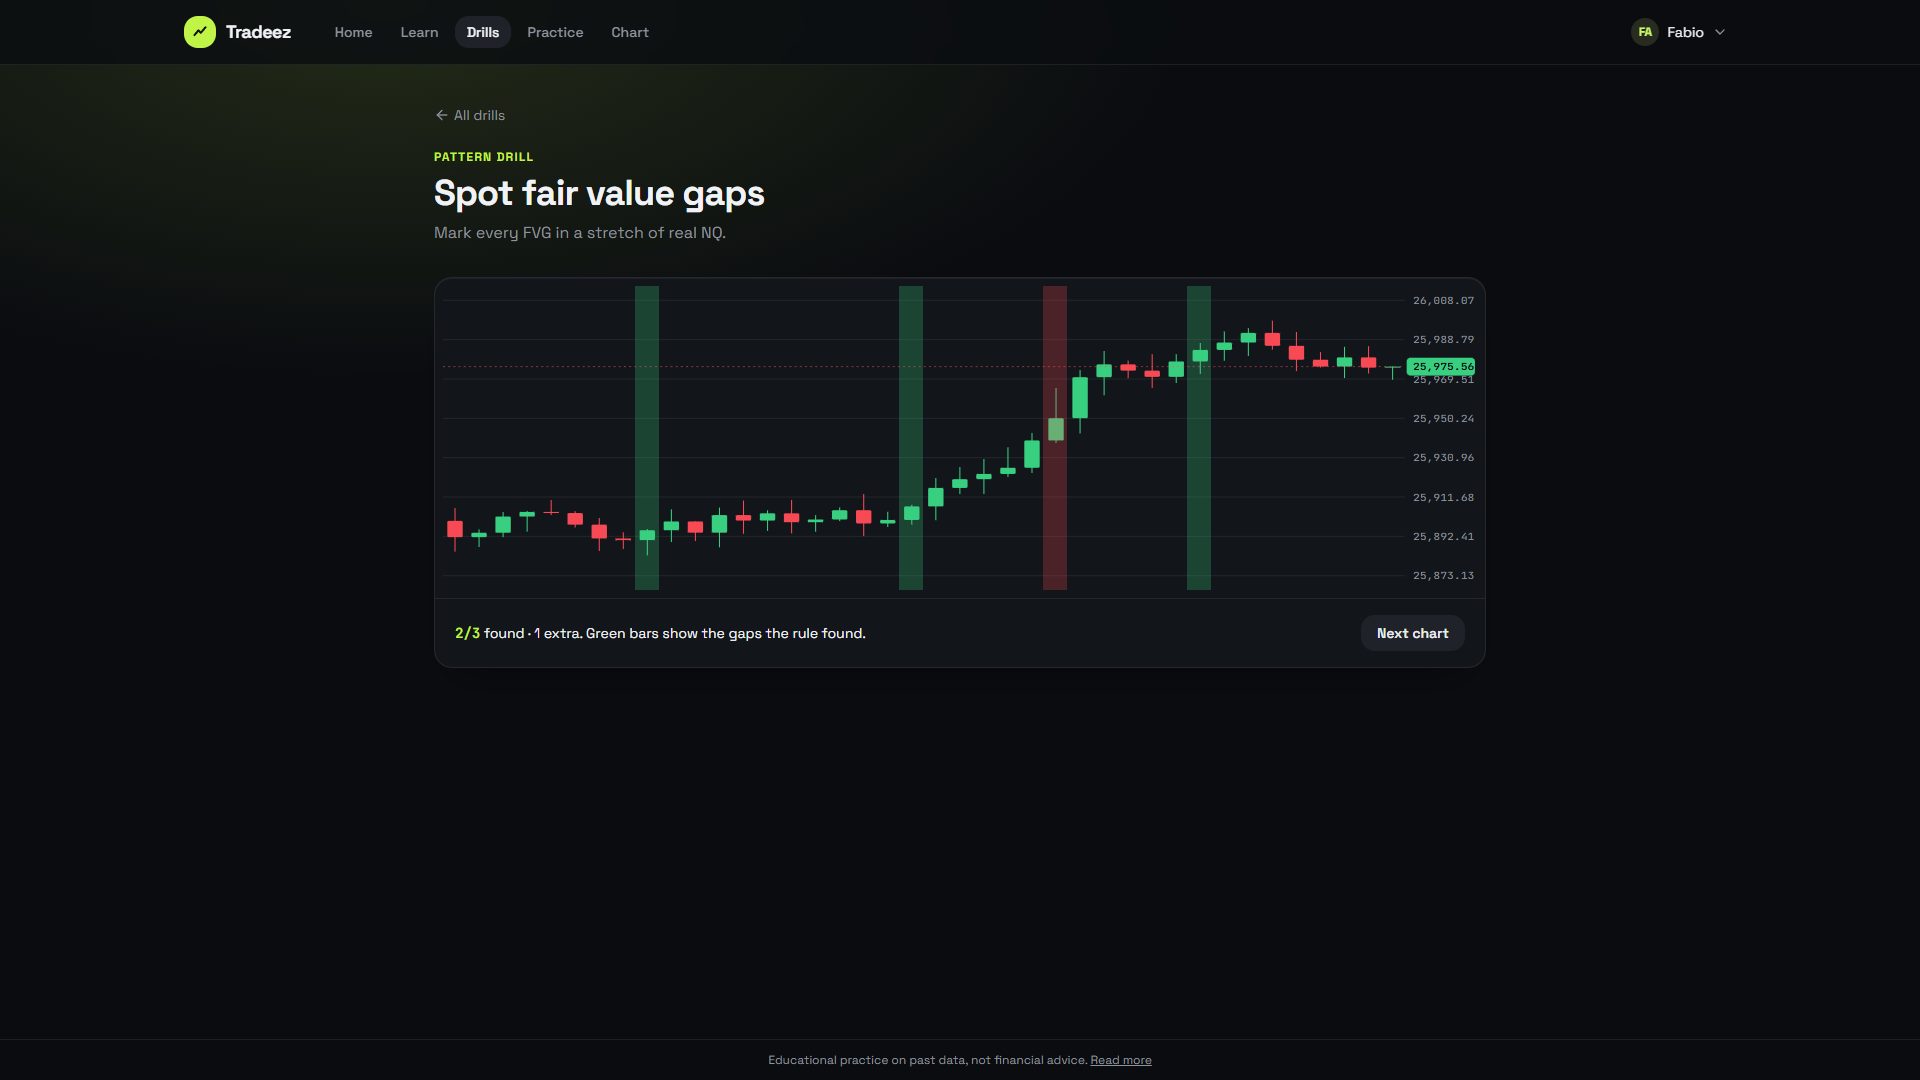 Tradeez
Home
Learn
Drills
Practice
Chart
FA
Fabio
All drills
PATTERN DRILL
Spot fair value gaps
Mark every FVG in a stretch of real NQ.
26,008.07
25,988.79
25,975.56
25,969.51
25,950.24
25,930.96
25,911.68
25,892.41
25,873.13
2/3 found · 1 extra. Green bars show the gaps the rule found.
Next chart
Educational practice on past data, not financial advice. Read more